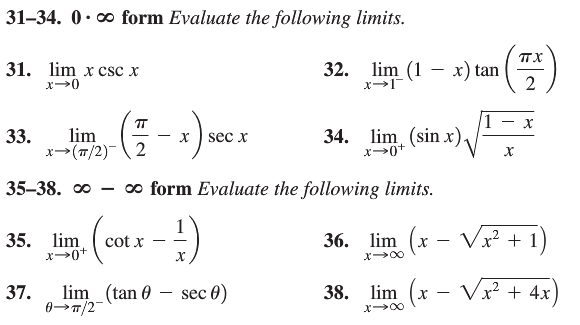 31–34. 0 · ∞ form Evaluate the following limits.
31. lim x→0 x csc x
32. lim x→1⁻ (1 − x) tan (πx/2)
33. lim x→(π/2)⁻ (π/2 − x) sec x
34. lim x→0⁺ (sin x) √((1 − x)/x)
35–38. ∞ − ∞ form Evaluate the following limits.
35. lim x→0⁺ (cot x − 1/x)
36. lim x→∞ (x − √(x² + 1))
37. lim θ→π/2⁻ (tan θ − sec θ)
38. lim x→∞ (x − √(x² + 4x))